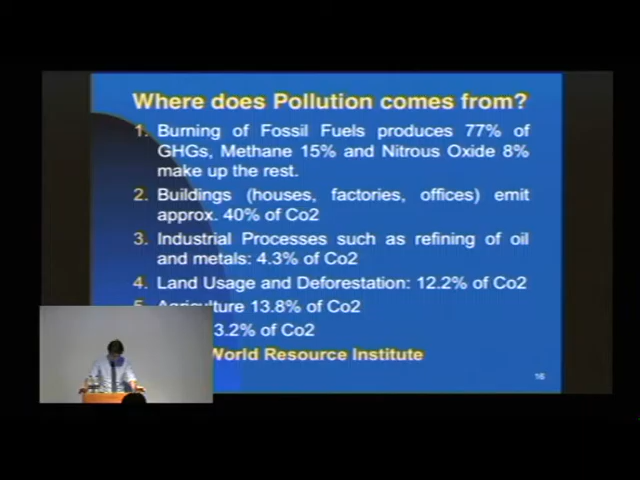 Where does Pollution comes from?
1. Burning of Fossil Fuels produces 77% of
GHGs, Methane 15% and Nitrous Oxide 8%
make up the rest.
2. Buildings (houses, factories, offices) emit
approx. 40% of Co2
3. Industrial Processes such as refining of oil
and metals: 4.3% of Co2
4. Land Usage and Deforestation: 12.2% of Co2
5. Agriculture 13.8% of Co2
3.2% of Co2
World Resource Institute
16